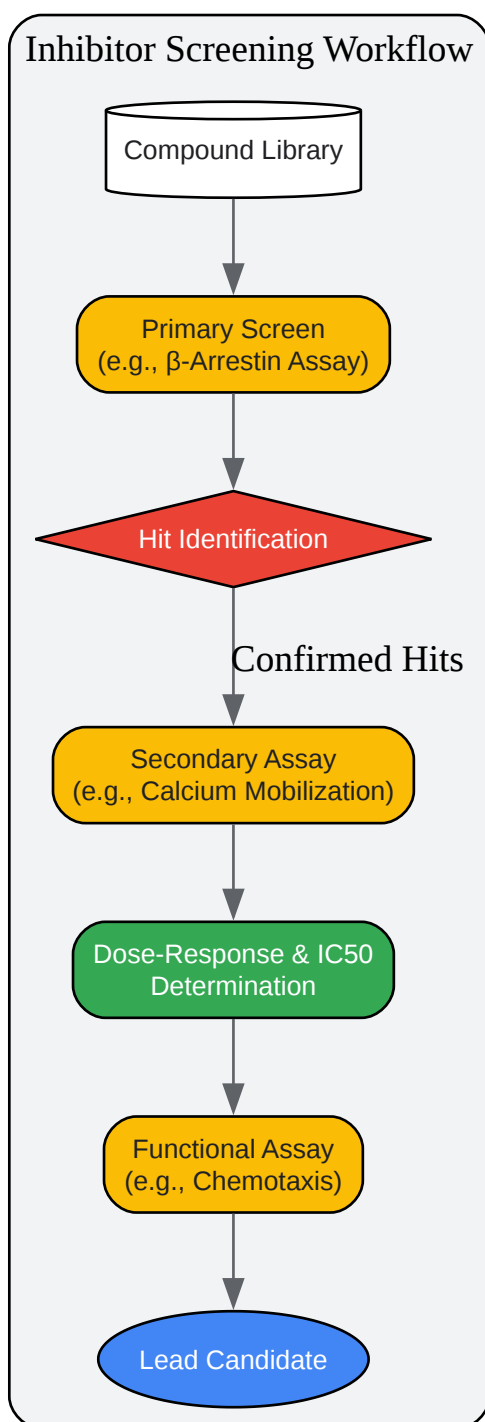 Inhibitor Screening Workflow
Compound Library
Primary Screen
(e.g., β-Arrestin Assay)
Hit Identification
Confirmed Hits
Secondary Assay
(e.g., Calcium Mobilization)
Dose-Response & IC50
Determination
Functional Assay
(e.g., Chemotaxis)
Lead Candidate